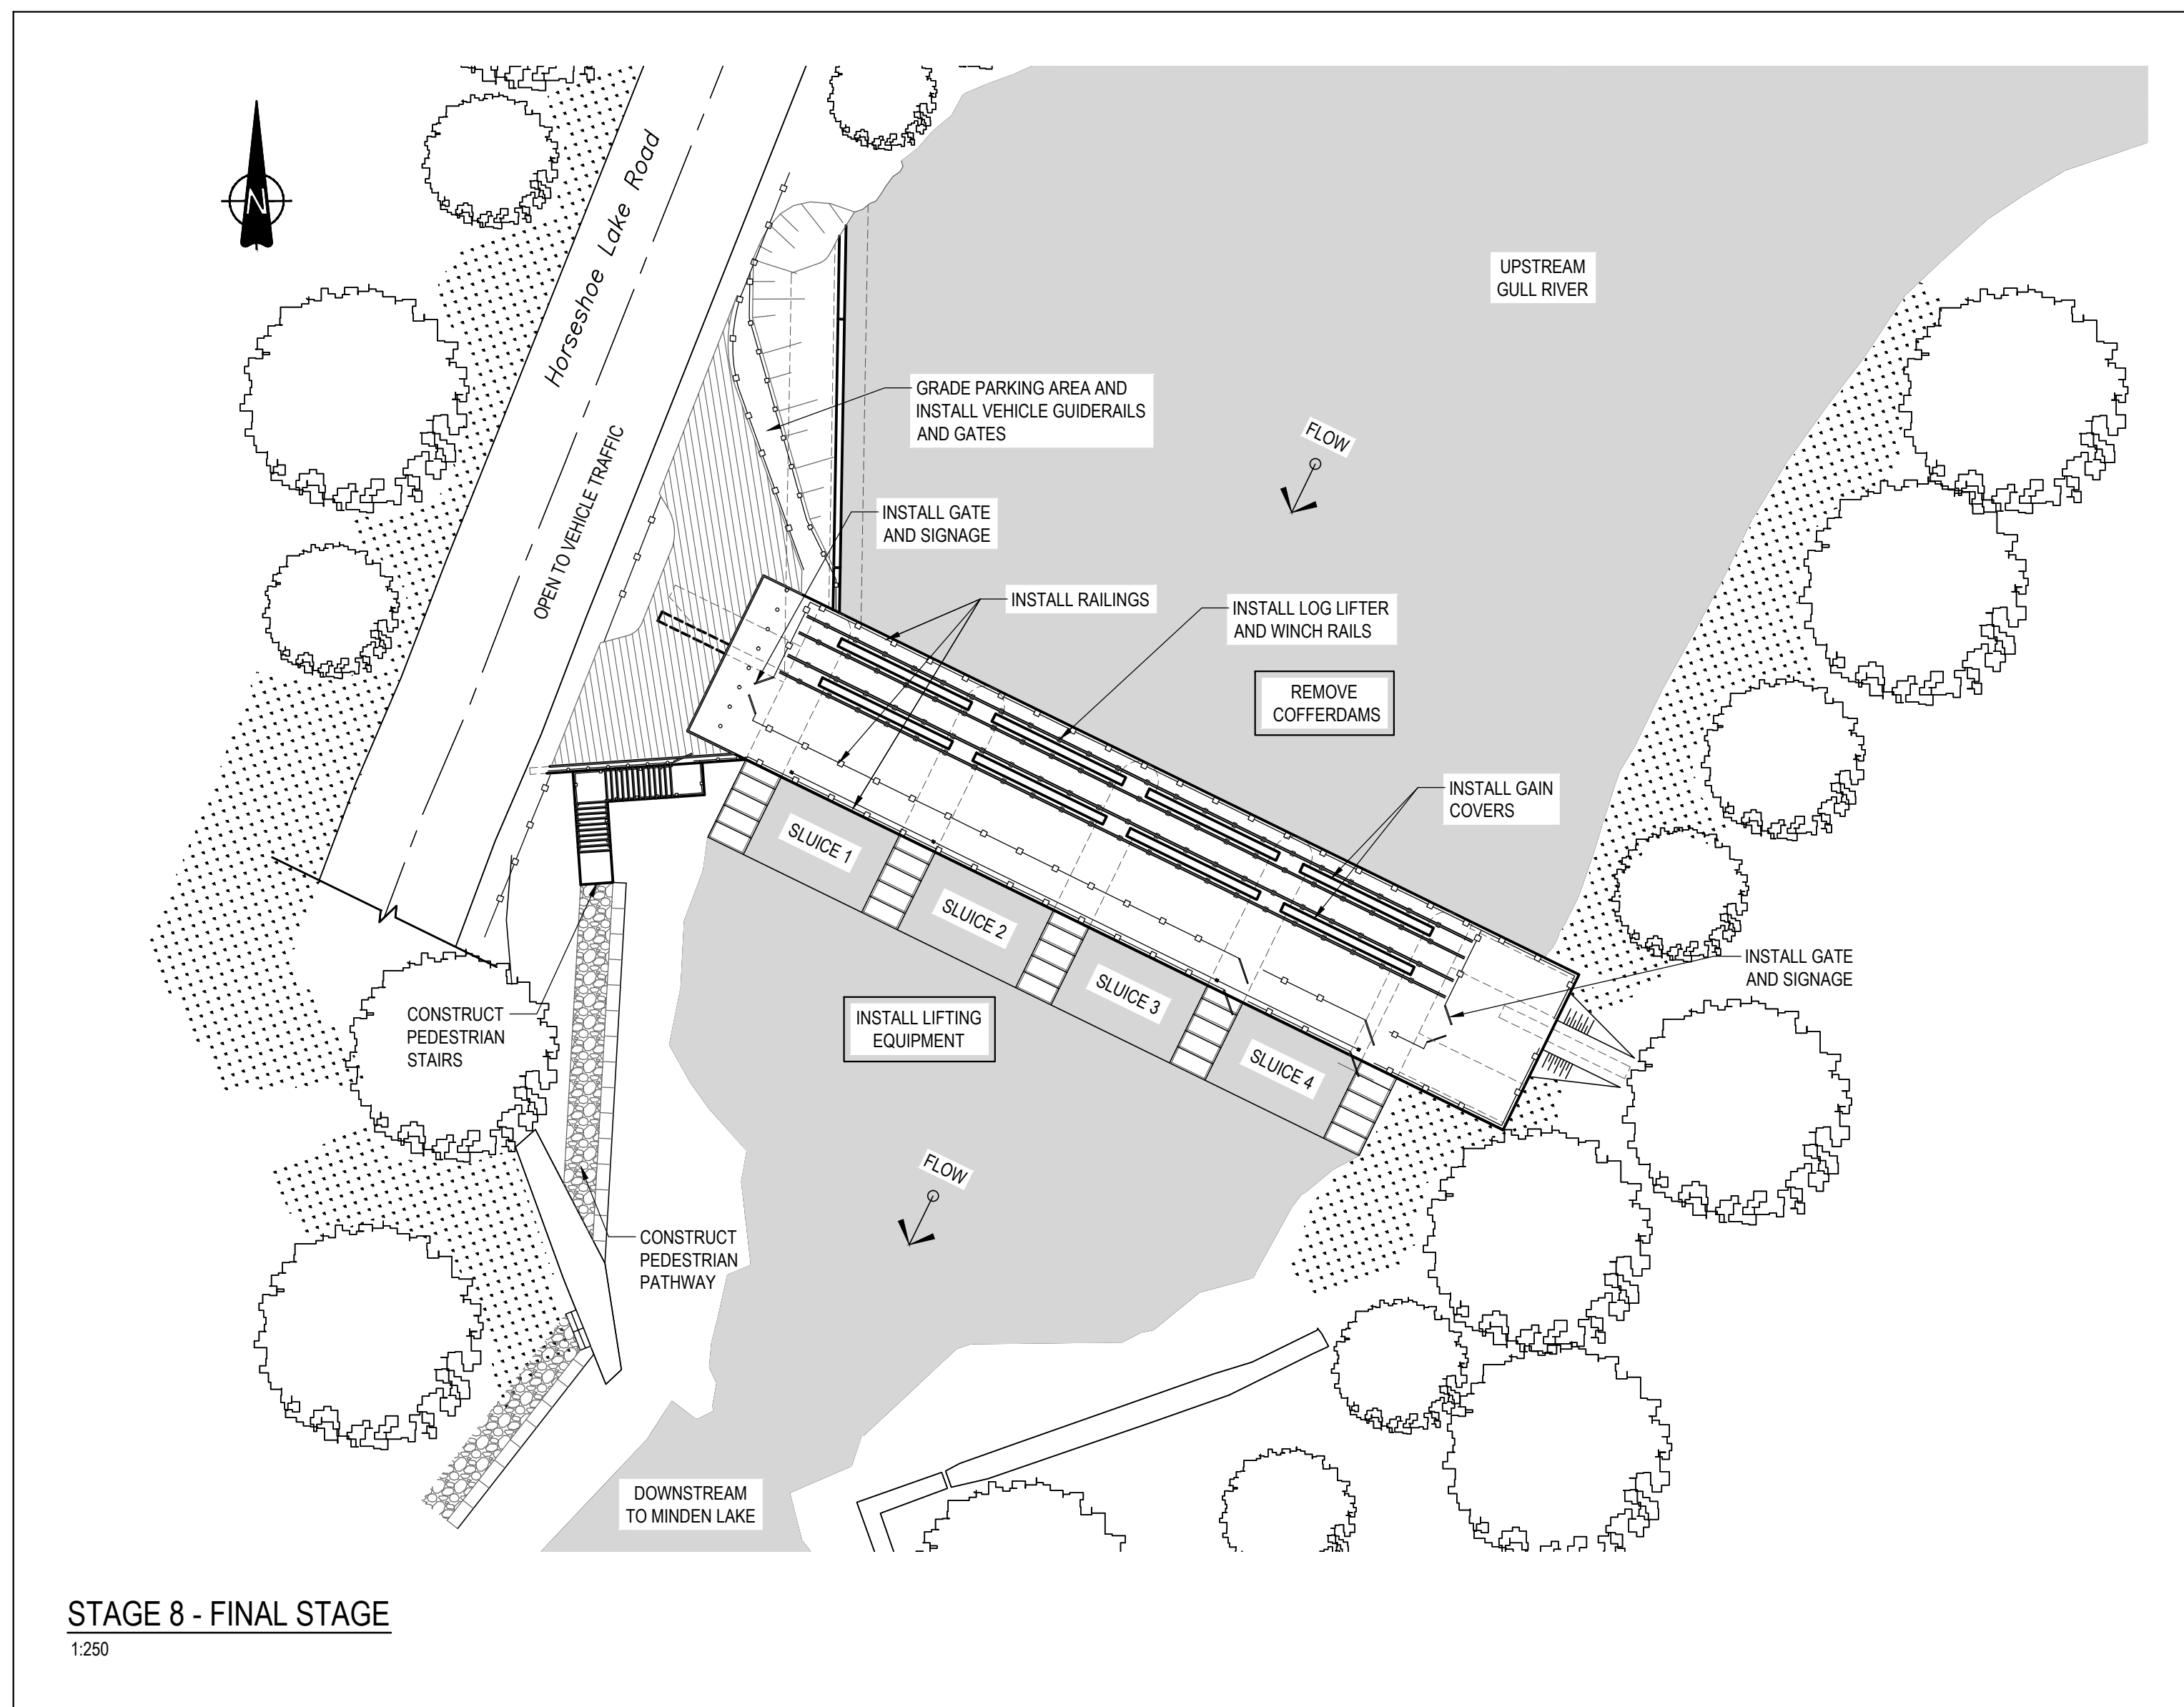 N
Horseshoe Lake Road
OPEN TO VEHICLE TRAFFIC
UPSTREAM
GULL RIVER
GRADE PARKING AREA AND
INSTALL VEHICLE GUIDERAILS
AND GATES
FLOW
INSTALL GATE
AND SIGNAGE
INSTALL RAILINGS
INSTALL LOG LIFTER
AND WINCH RAILS
REMOVE
COFFERDAMS
INSTALL GAIN
COVERS
SLUICE 1
SLUICE 2
SLUICE 3
SLUICE 4
INSTALL GATE
AND SIGNAGE
INSTALL LIFTING
EQUIPMENT
CONSTRUCT
PEDESTRIAN
STAIRS
FLOW
CONSTRUCT
PEDESTRIAN
PATHWAY
DOWNSTREAM
TO MINDEN LAKE
STAGE 8 - FINAL STAGE
1:250